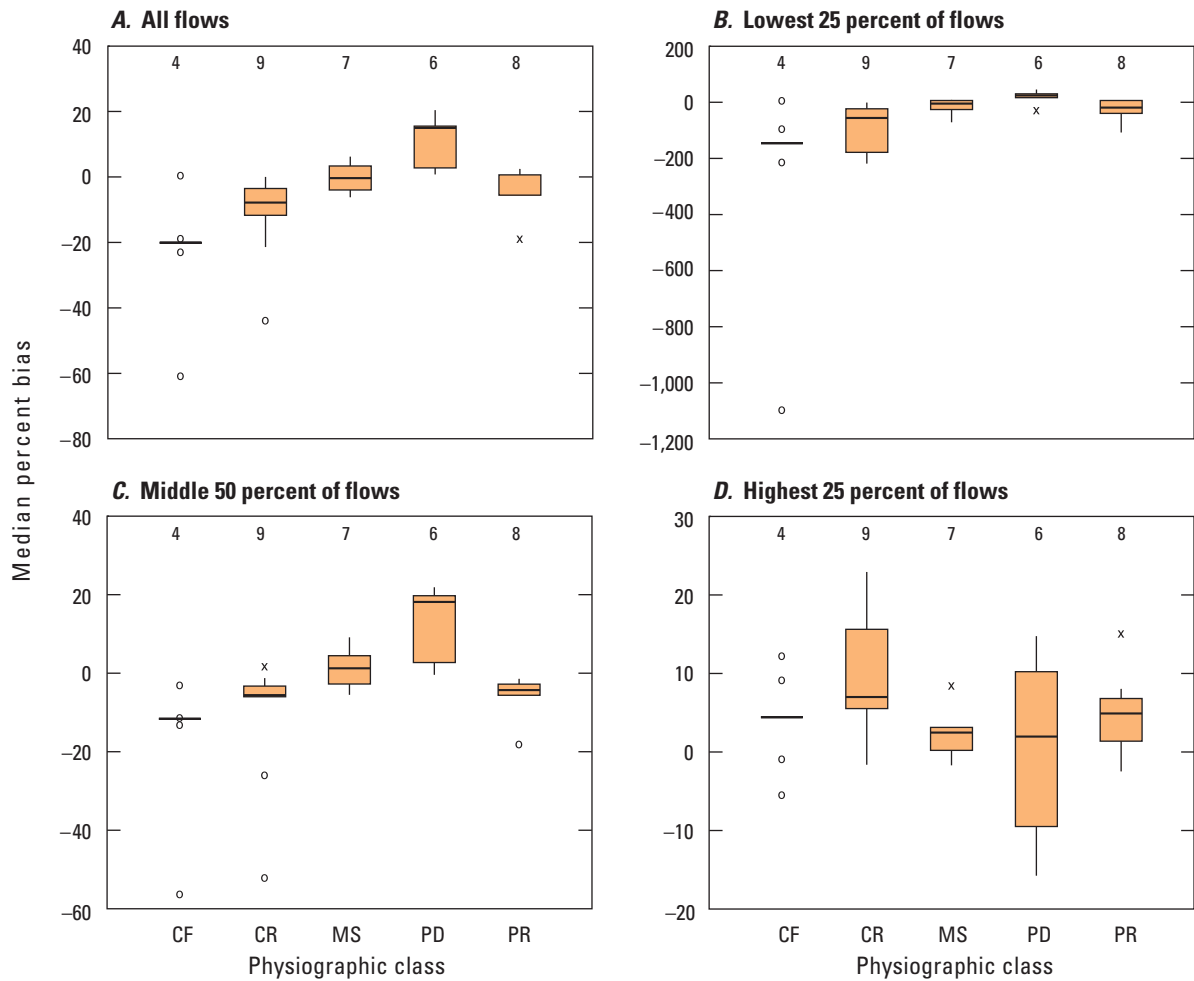 A. All flows
40
20
0
–20
–40
–60
–80
4 9 7 6 8
B. Lowest 25 percent of flows
200
0
–200
–400
–600
–800
–1,000
–1,200
4 9 7 6 8
Median percent bias
C. Middle 50 percent of flows
40
20
0
–20
–40
–60
4 9 7 6 8
CF CR MS PD PR
Physiographic class
D. Highest 25 percent of flows
30
20
10
0
–10
–20
4 9 7 6 8
CF CR MS PD PR
Physiographic class